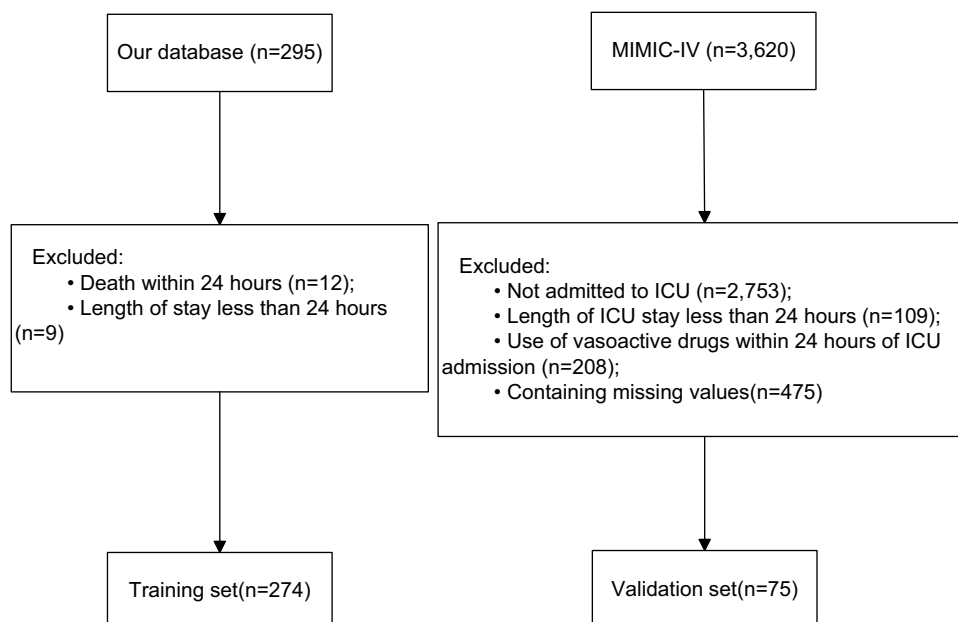 Our database (n=295)
MIMIC-IV (n=3,620)
Excluded:
• Death within 24 hours (n=12);
• Length of stay less than 24 hours
(n=9)
Excluded:
• Not admitted to ICU (n=2,753);
• Length of ICU stay less than 24 hours (n=109);
• Use of vasoactive drugs within 24 hours of ICU
admission (n=208);
• Containing missing values(n=475)
Training set(n=274)
Validation set(n=75)